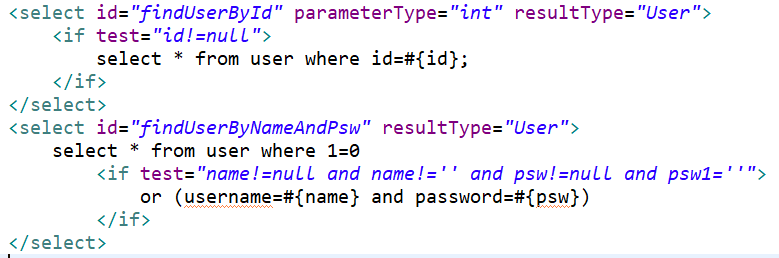 <select id="findUserById" parameterType="int" resultType="User">
<if test="id!=null">
select * from user where id=#{id};
</if>
</select>
<select id="findUserByNameAndPsw" resultType="User">
select * from user where 1=0
<if test="name!=null and name!='' and psw!=null and psw1=''">
or (username=#{name} and password=#{psw})
</if>
</select>